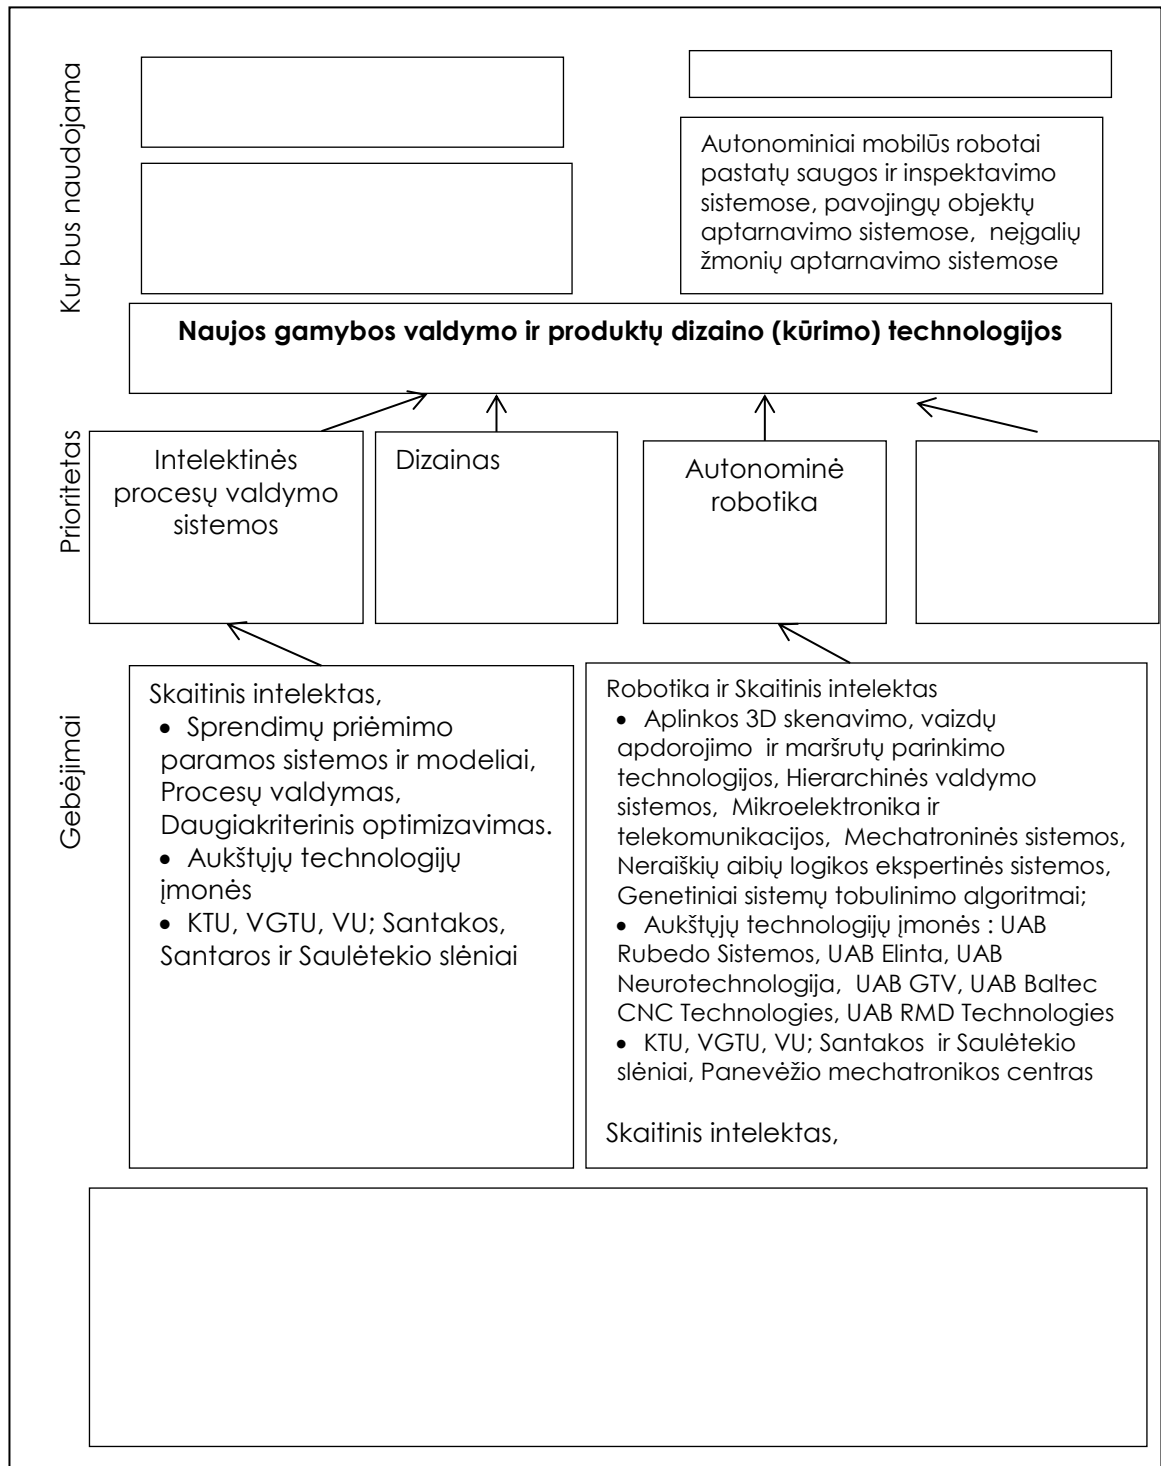 Kur bus naudojama
Autonominiai mobilūs robotai
pastatų saugos ir inspektavimo
sistemose, pavojingų objektų
aptarnavimo sistemose, neįgalių
žmonių aptarnavimo sistemose
Naujos gamybos valdymo ir produktų dizaino (kūrimo) technologijos
Prioritetas
Intelektinės
procesų valdymo
sistemos
Dizainas
Autonominė
robotika
Gebėjimai
Skaitinis intelektas,
• Sprendimų priėmimo
paramos sistemos ir modeliai,
Procesų valdymas,
Daugiakriterinis optimizavimas.
• Aukštųjų technologijų
įmonės
• KTU, VGTU, VU; Santakos,
Santaros ir Saulėtekio slėniai
Robotika ir Skaitinis intelektas
• Aplinkos 3D skenavimo, vaizdų
apdorojimo ir maršrutų parinkimo
technologijos, Hierarchinės valdymo
sistemos, Mikroelektronika ir
telekomunikacijos, Mechatroninės sistemos,
Neraiškių aibių logikos ekspertinės sistemos,
Genetiniai sistemų tobulinimo algoritmai;
• Aukštųjų technologijų įmonės : UAB
Rubedo Sistemos, UAB Elinta, UAB
Neurotechnologija, UAB GTV, UAB Baltec
CNC Technologies, UAB RMD Technologies
• KTU, VGTU, VU; Santakos ir Saulėtekio
slėniai, Panevėžio mechatronikos centras
Skaitinis intelektas,